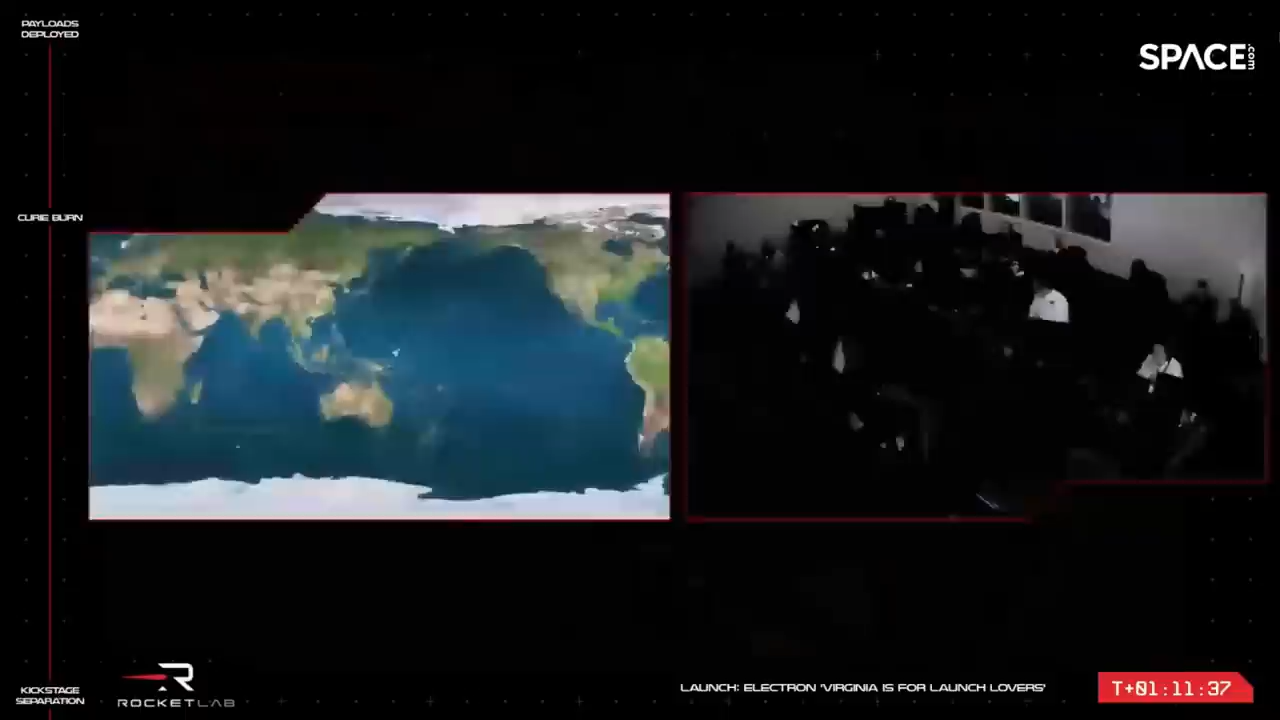 PAYLOADS
DEPLOYED
SPACE.com
CURIE BURN
KICKSTAGE
SEPARATION
ROCKETLAB
LAUNCH: ELECTRON 'VIRGINIA IS FOR LAUNCH LOVERS'
T+01:11:37